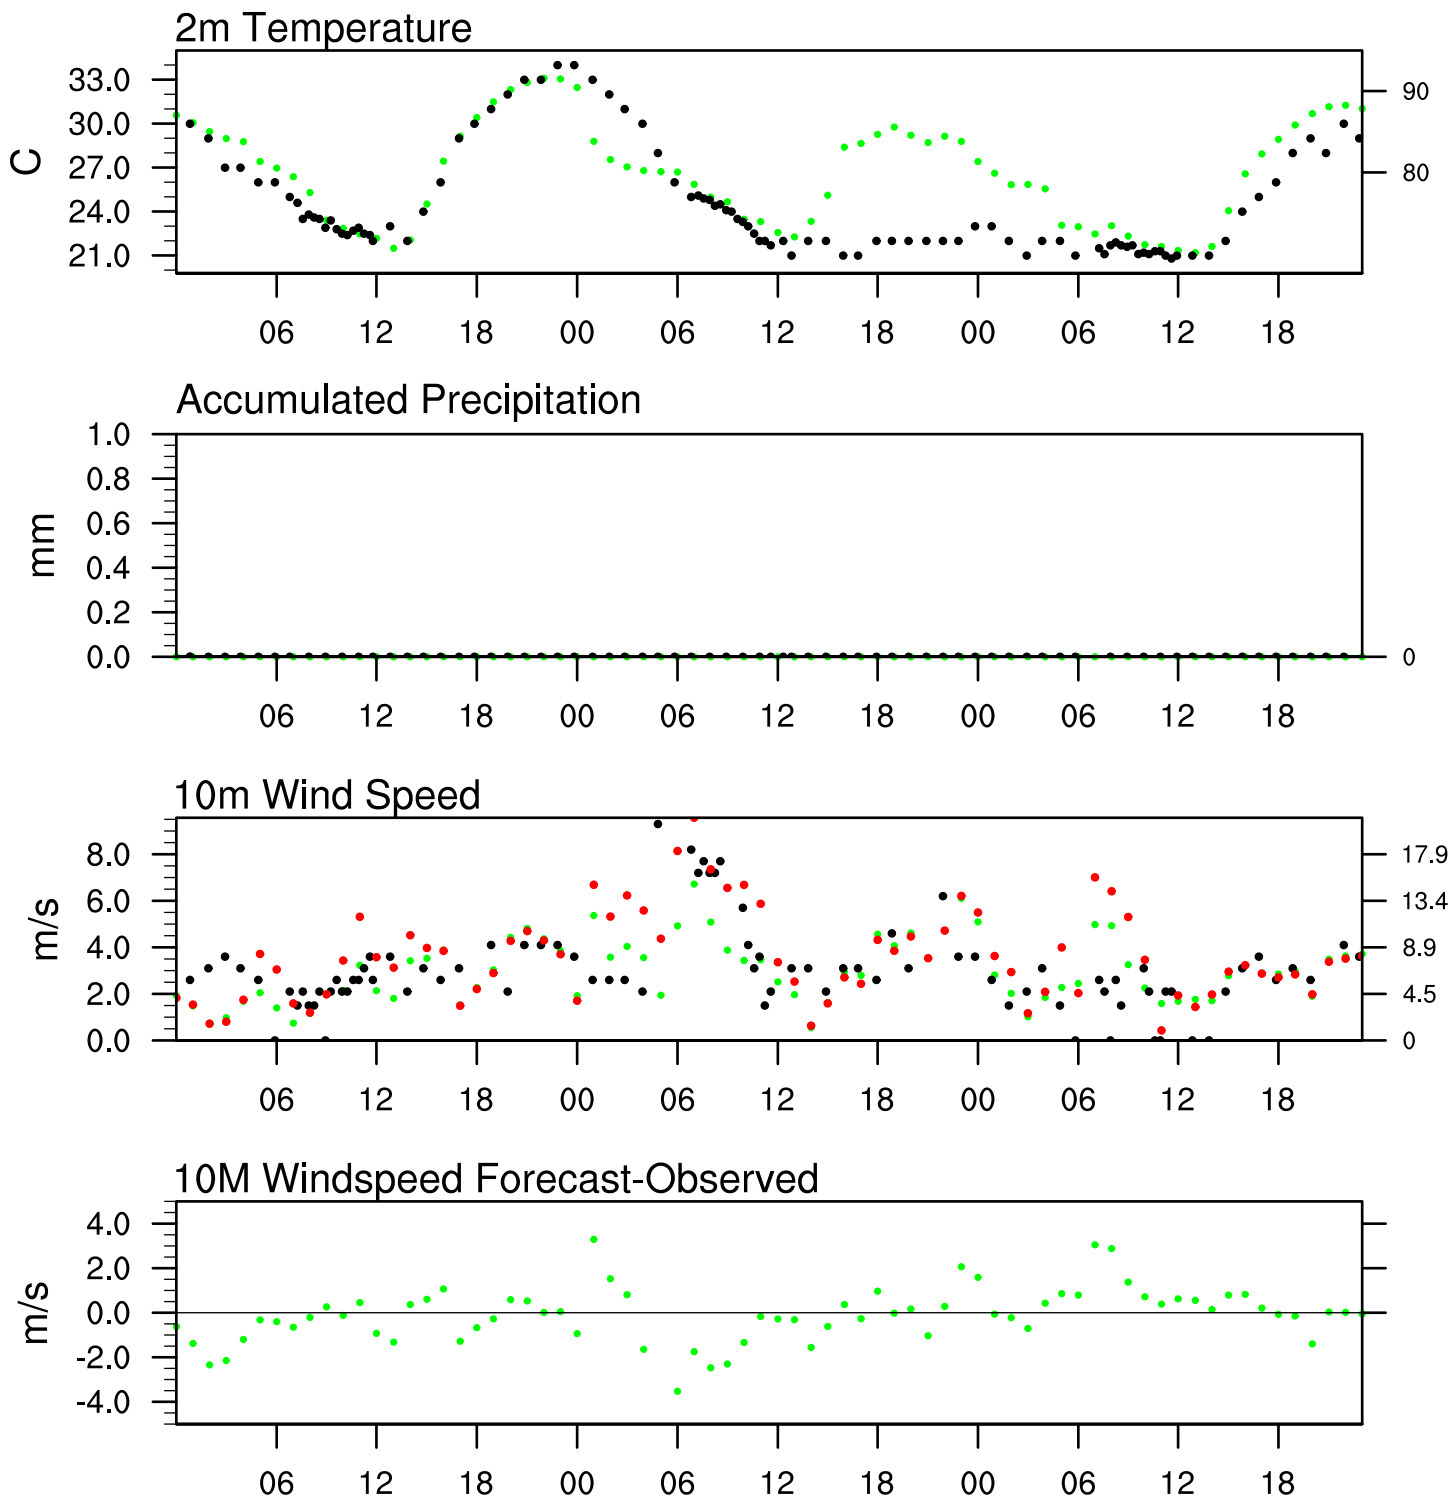 2m Temperature
33.0
30.0
27.0
24.0
21.0
C
90
80
06 12 18 00 06 12 18 00 06 12 18
Accumulated Precipitation
1.0
0.8
0.6
0.4
0.2
0.0
mm
0
06 12 18 00 06 12 18 00 06 12 18
10m Wind Speed
8.0
6.0
4.0
2.0
0.0
m/s
17.9
13.4
8.9
4.5
0
06 12 18 00 06 12 18 00 06 12 18
10M Windspeed Forecast-Observed
4.0
2.0
0.0
-2.0
-4.0
m/s
06 12 18 00 06 12 18 00 06 12 18